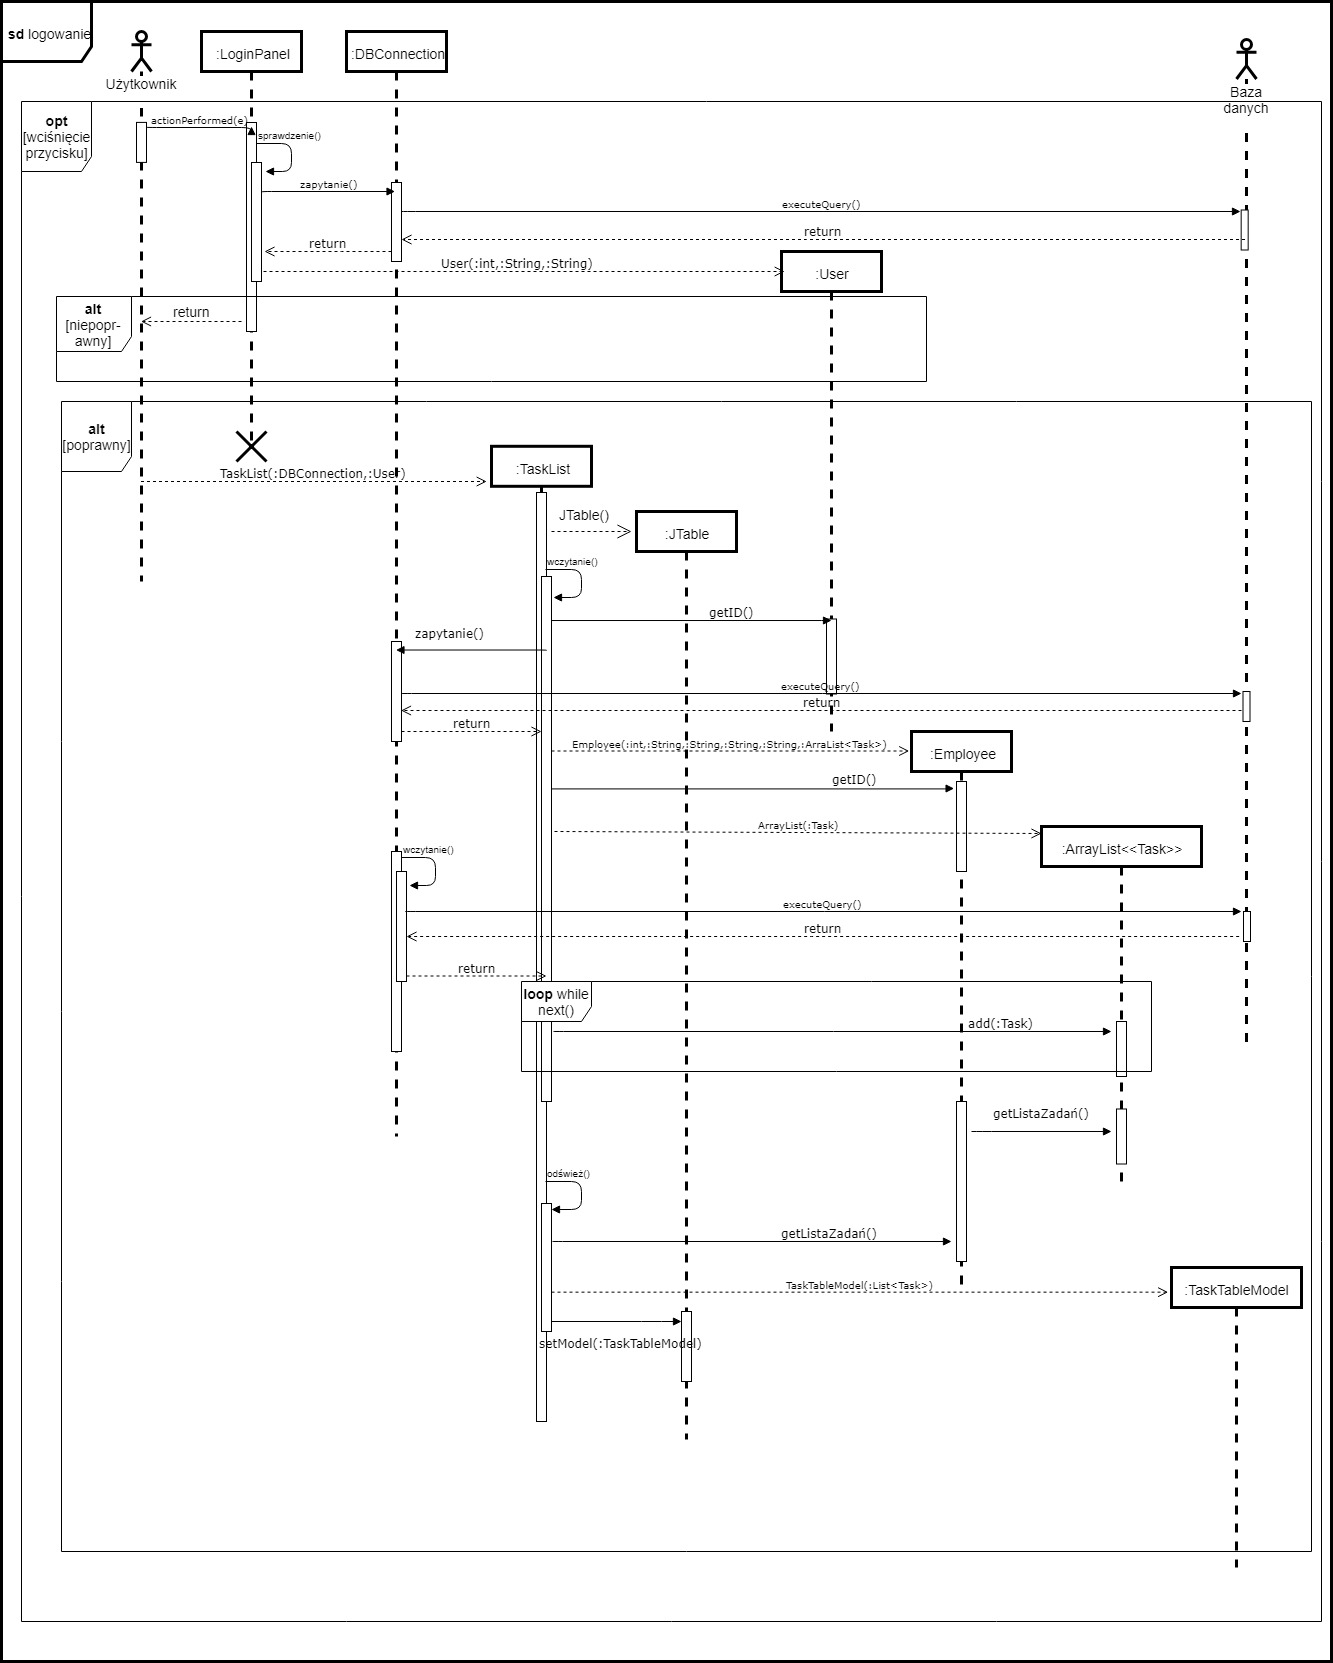 sd logowanie
:LoginPanel
:DBConnection
Użytkownik
Baza
danych
opt
[wciśnięcie
przycisku]
actionPerformed(e)
sprawdzenie()
zapytanie()
executeQuery()
return
return
User(:int,:String,:String)
:User
alt
[niepopr-
awny]
return
alt
[poprawny]
TaskList(:DBConnection,:User)
:TaskList
JTable()
:JTable
wczytanie()
getID()
zapytanie()
executeQuery()
return
return
Employee(:int,:String,:String,:String,:String,:ArraList<Task>)
:Employee
getID()
ArrayList(:Task)
:ArrayList<<Task>>
wczytanie()
executeQuery()
return
return
loop while
next()
add(:Task)
getListaZadań()
odśwież()
getListaZadań()
TaskTableModel(:List<Task>)
:TaskTableModel
setModel(:TaskTableModel)